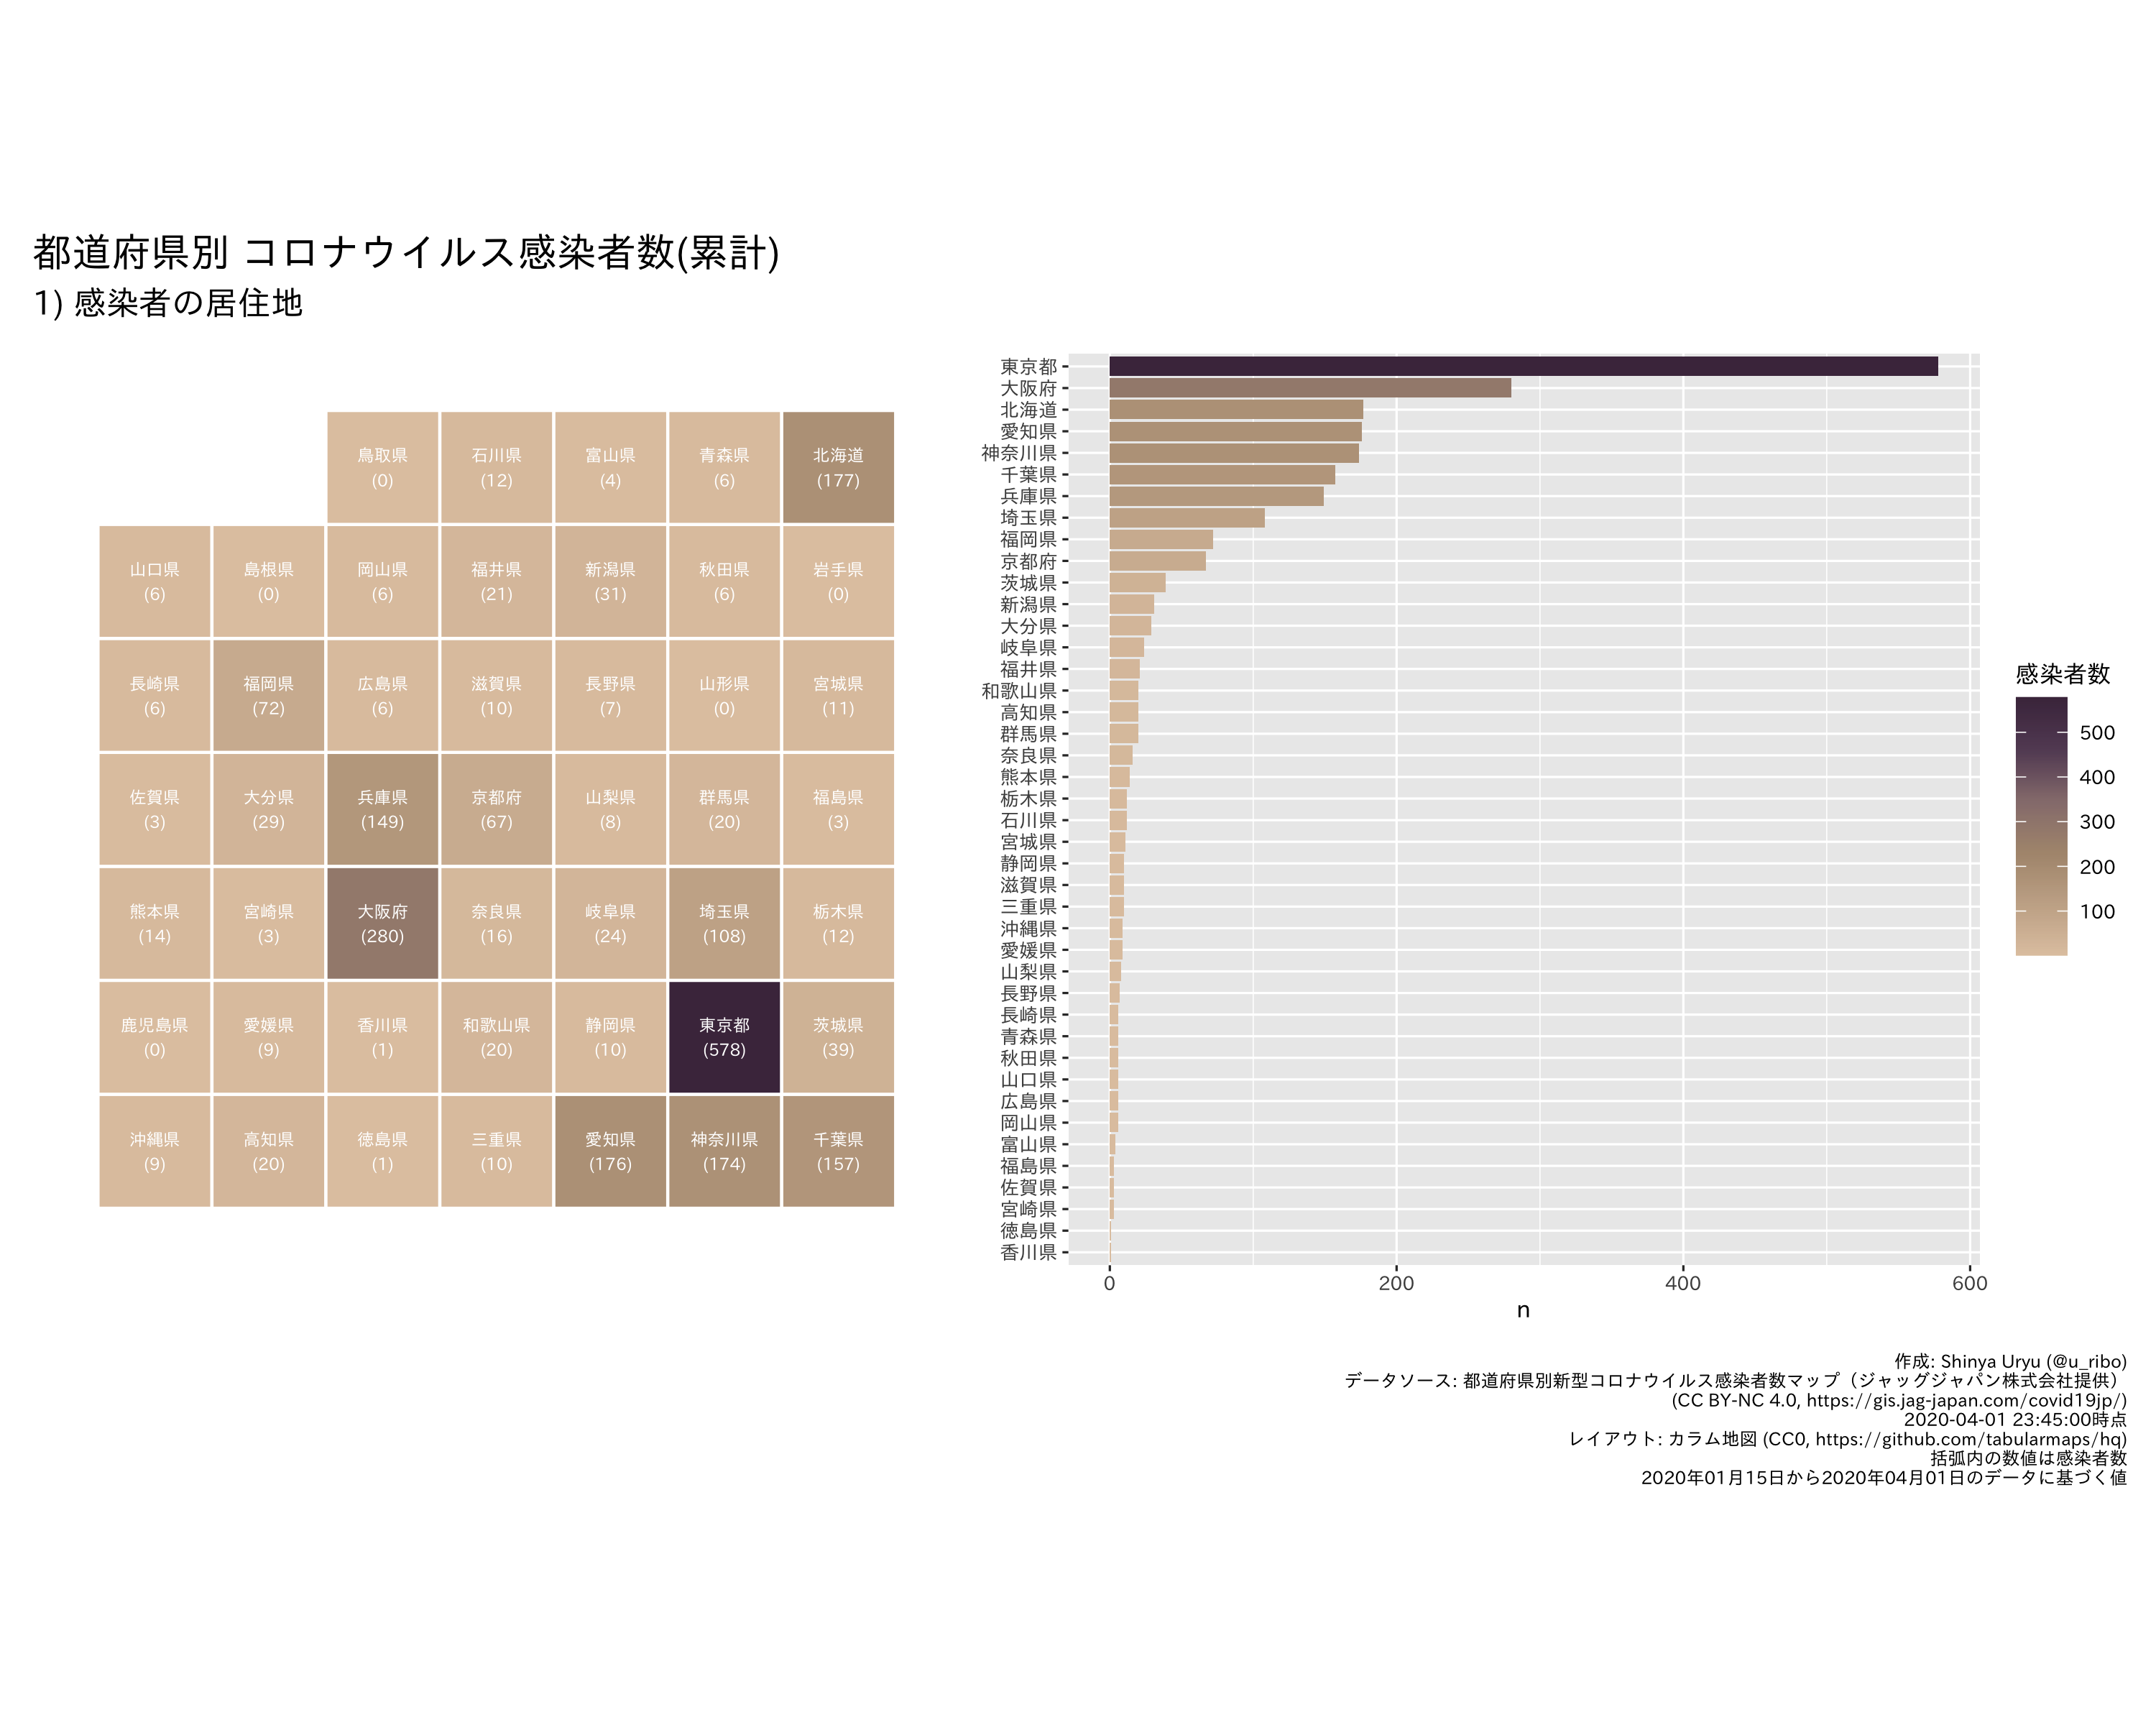 都道府県別 コロナウイルス感染者数(累計)
1) 感染者の居住地
鳥取県
(0)
石川県
(12)
富山県
(4)
青森県
(6)
北海道
(177)
山口県
(6)
島根県
(0)
岡山県
(6)
福井県
(21)
新潟県
(31)
秋田県
(6)
岩手県
(0)
長崎県
(6)
福岡県
(72)
広島県
(6)
滋賀県
(10)
長野県
(7)
山形県
(0)
宮城県
(11)
佐賀県
(3)
大分県
(29)
兵庫県
(149)
京都府
(67)
山梨県
(8)
群馬県
(20)
福島県
(3)
熊本県
(14)
宮崎県
(3)
大阪府
(280)
奈良県
(16)
岐阜県
(24)
埼玉県
(108)
栃木県
(12)
鹿児島県
(0)
愛媛県
(9)
香川県
(1)
和歌山県
(20)
静岡県
(10)
東京都
(578)
茨城県
(39)
沖縄県
(9)
高知県
(20)
徳島県
(1)
三重県
(10)
愛知県
(176)
神奈川県
(174)
千葉県
(157)
東京都
大阪府
北海道
愛知県
神奈川県
千葉県
兵庫県
埼玉県
福岡県
京都府
茨城県
新潟県
大分県
岐阜県
福井県
和歌山県
高知県
群馬県
奈良県
熊本県
栃木県
石川県
宮城県
静岡県
滋賀県
三重県
沖縄県
愛媛県
山梨県
長野県
長崎県
青森県
秋田県
山口県
広島県
岡山県
富山県
福島県
佐賀県
宮崎県
徳島県
香川県
0 200 400 600
n
感染者数
500
400
300
200
100
作成: Shinya Uryu (@u_ribo)
データソース: 都道府県別新型コロナウイルス感染者数マップ（ジャッグジャパン株式会社提供）
(CC BY-NC 4.0, https://gis.jag-japan.com/covid19jp/)
2020-04-01 23:45:00時点
レイアウト: カラム地図 (CC0, https://github.com/tabularmaps/hq)
括弧内の数値は感染者数
2020年01月15日から2020年04月01日のデータに基づく値